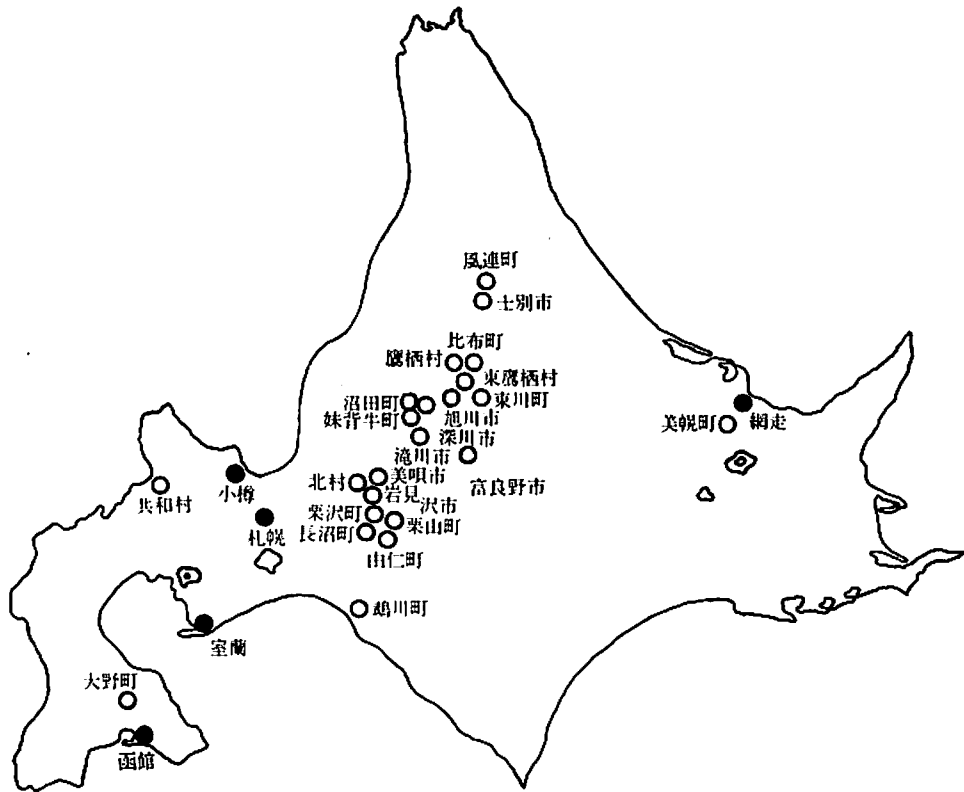 風連町
士別市
比布町
鷹栖村
東鷹栖村
沼田町
東川町
妹背牛町
旭川市
深川市
滝川市
美幌町
網走
北村
美唄市
富良野市
岩見
沢市
小樽
共和村
栗沢町
栗山町
札幌
長沼町
由仁町
鵡川町
室蘭
大野町
函館